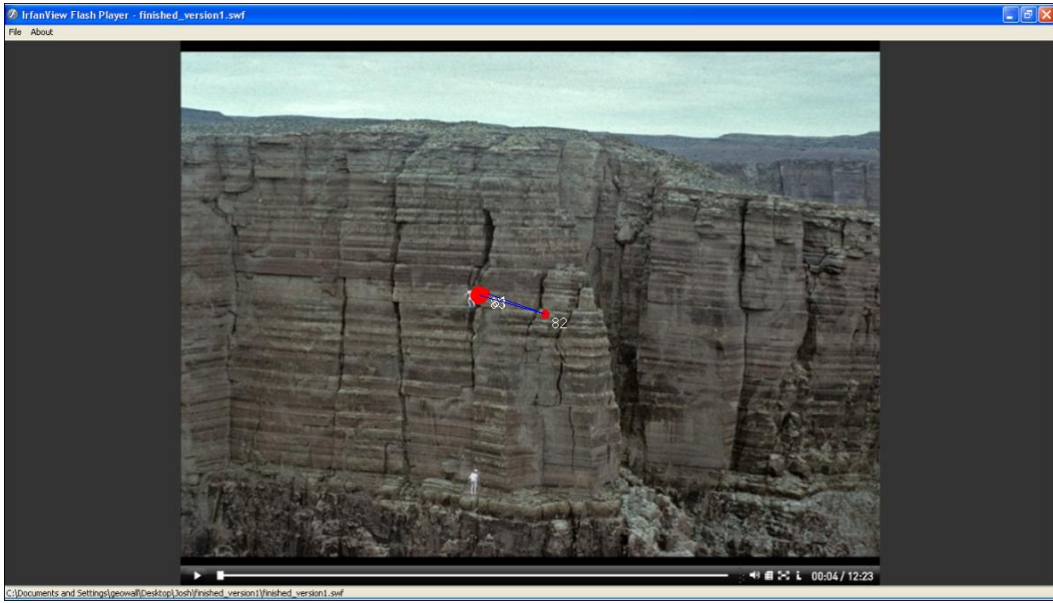 IrfanView Flash Player - finished_version1.swf
File About
82
00:04 / 12:23
C:\Documents and Settings\geowall\Desktop\Josh\finished_version1\finished_version1.swf